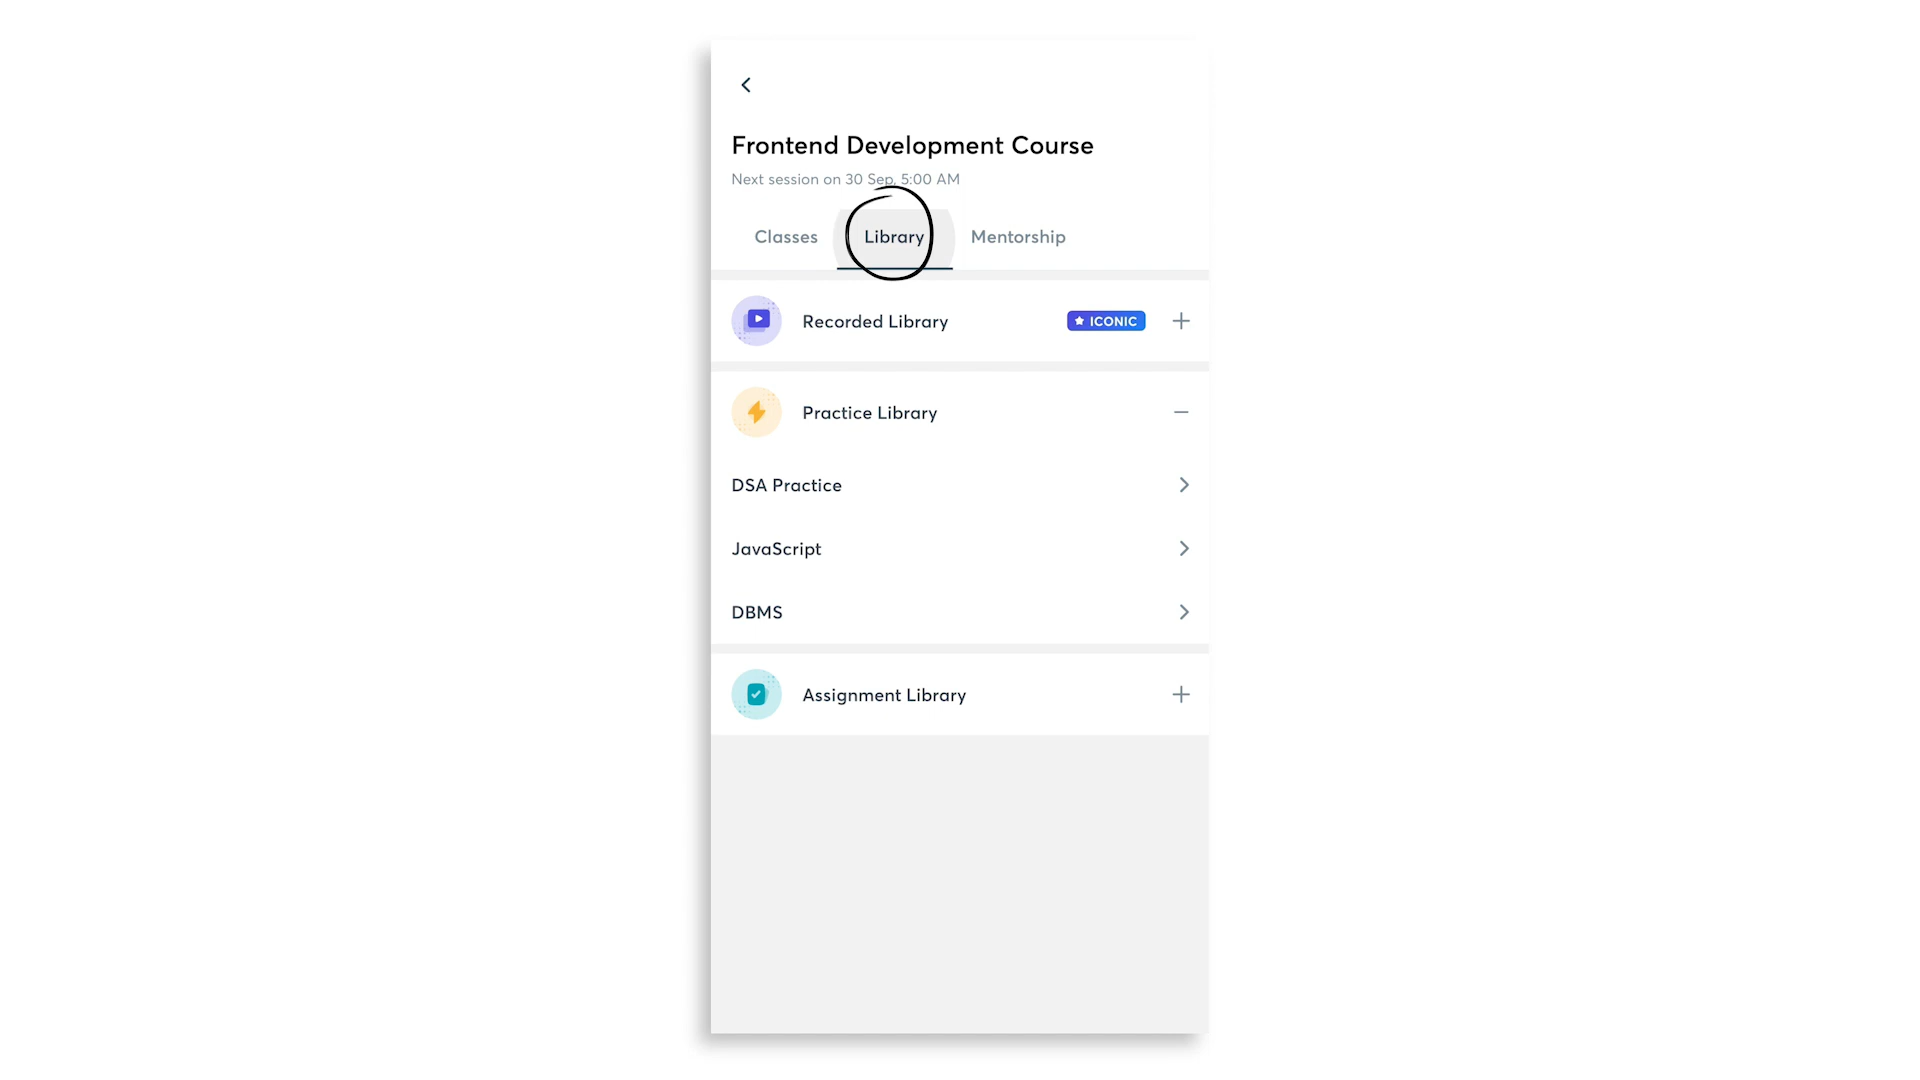 Frontend Development Course
Next session on 30 Sep, 5:00 AM
Classes Library Mentorship
Recorded Library ICONIC
Practice Library
DSA Practice
JavaScript
DBMS
Assignment Library